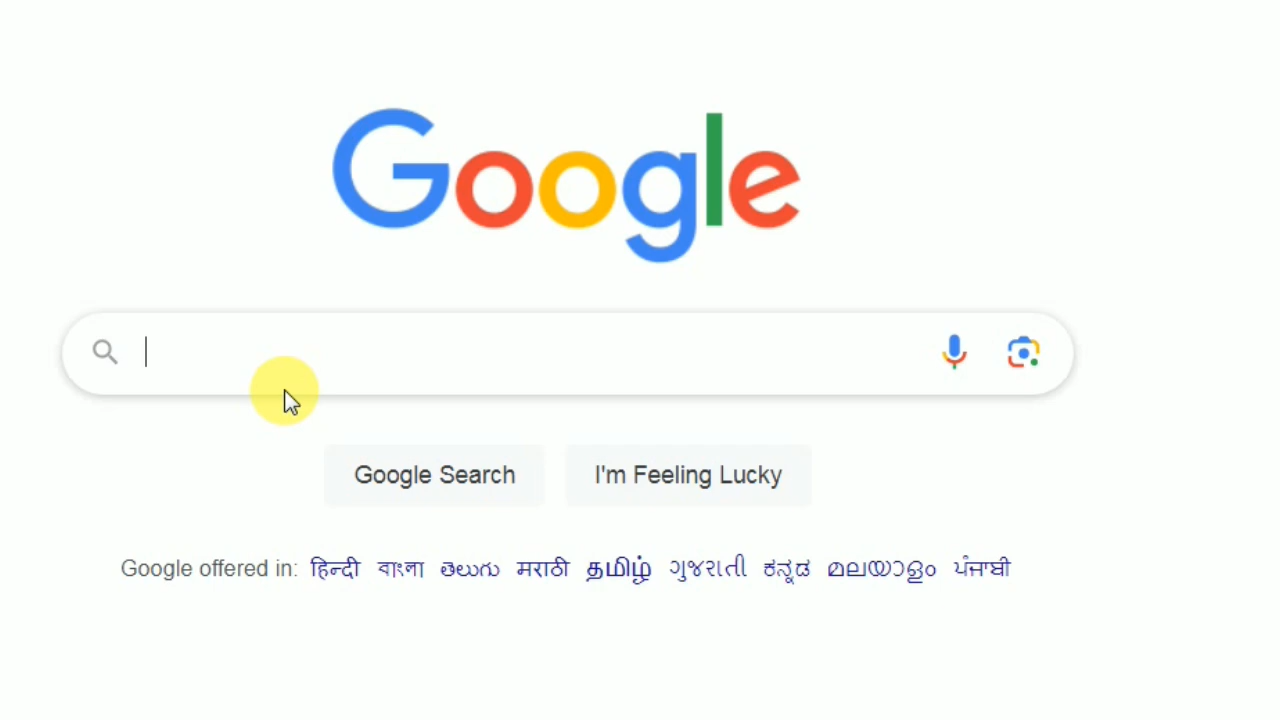 Google
Google Search I'm Feeling Lucky
Google offered in: हिन्दी বাংলা తెలుగు मराठी தமிழ் ગુજરાતી ಕನ್ನಡ മലയാളം ਪੰਜਾਬੀ